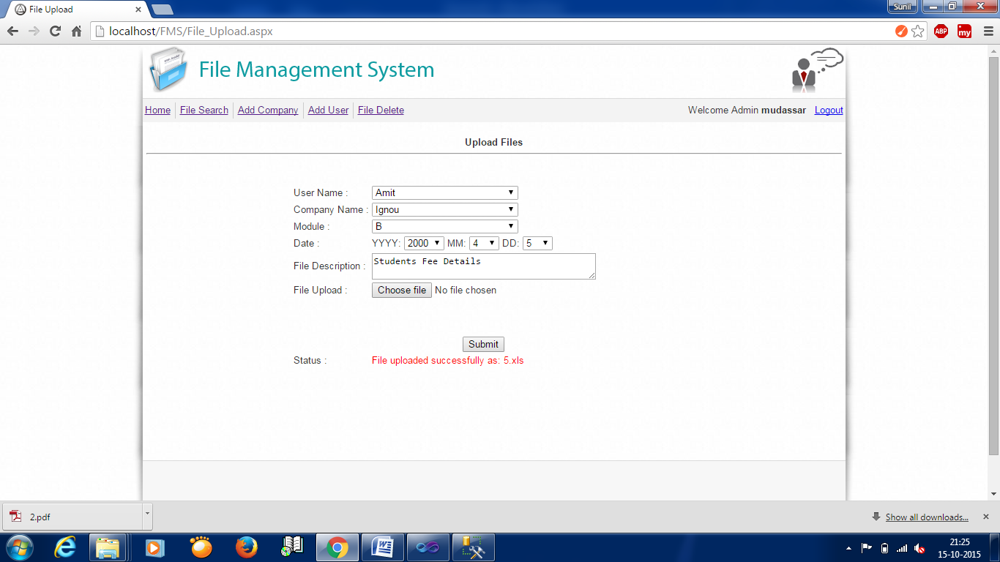 File Upload
Sunil
localhost/FMS/File_Upload.aspx
ABP
my
File Management System
Home File Search Add Company Add User File Delete Welcome Admin mudassar Logout
Upload Files
User Name : Amit
Company Name : Ignou
Module : B
Date : YYYY: 2000 MM: 4 DD: 5
File Description : Students Fee Details
File Upload : Choose file No file chosen
Submit
Status : File uploaded successfully as: 5.xls
2.pdf Show all downloads...
21:25
15-10-2015